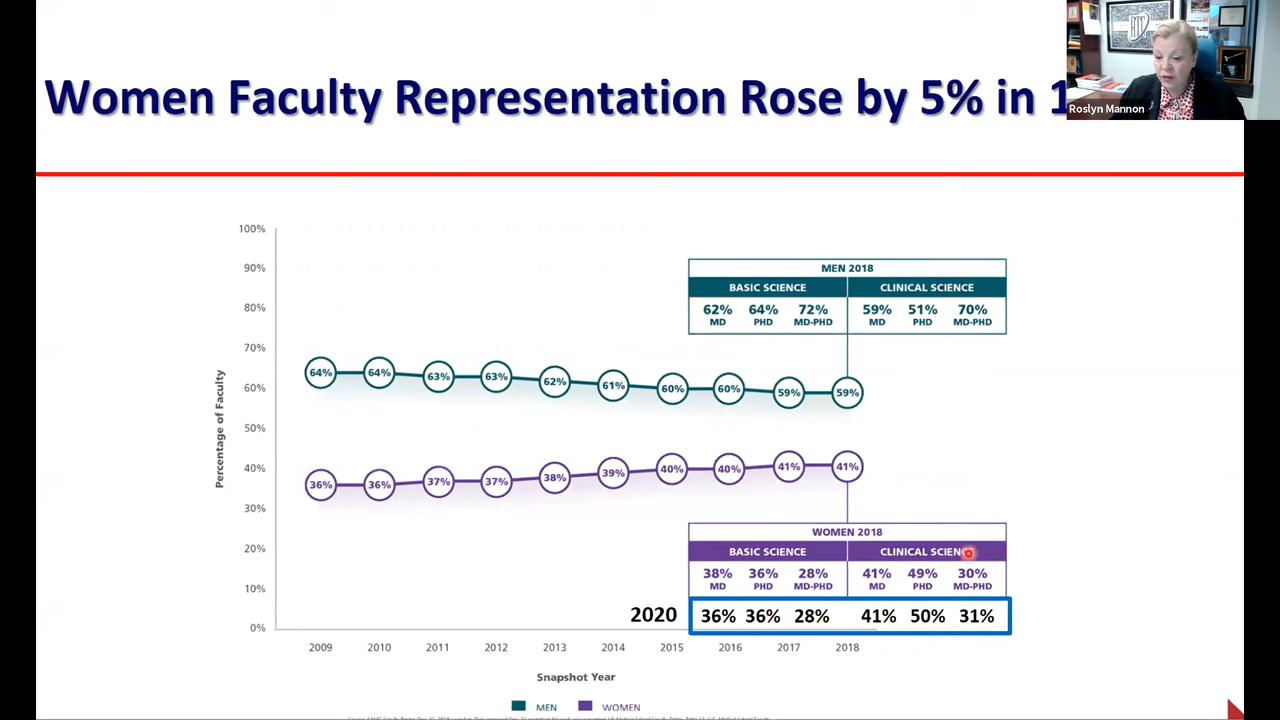 Women Faculty Representation Rose by 5% in 1
Roslyn Mannon
100%
90%
80%
70%
60%
50%
40%
30%
20%
10%
0%
Percentage of Faculty
MEN 2018
BASIC SCIENCE CLINICAL SCIENCE
62% 64% 72% 59% 51% 70%
MD PHD MD-PHD MD PHD MD-PHD
64% 64% 63% 63% 62% 61% 60% 60% 59% 59%
36% 36% 37% 37% 38% 39% 40% 40% 41% 41%
WOMEN 2018
BASIC SCIENCE CLINICAL SCIEN
38% 36% 28% 41% 49% 30%
MD PHD MD-PHD MD PHD MD-PHD
2020 36% 36% 28% 41% 50% 31%
2009 2010 2011 2012 2013 2014 2015 2016 2017 2018
Snapshot Year
MEN WOMEN